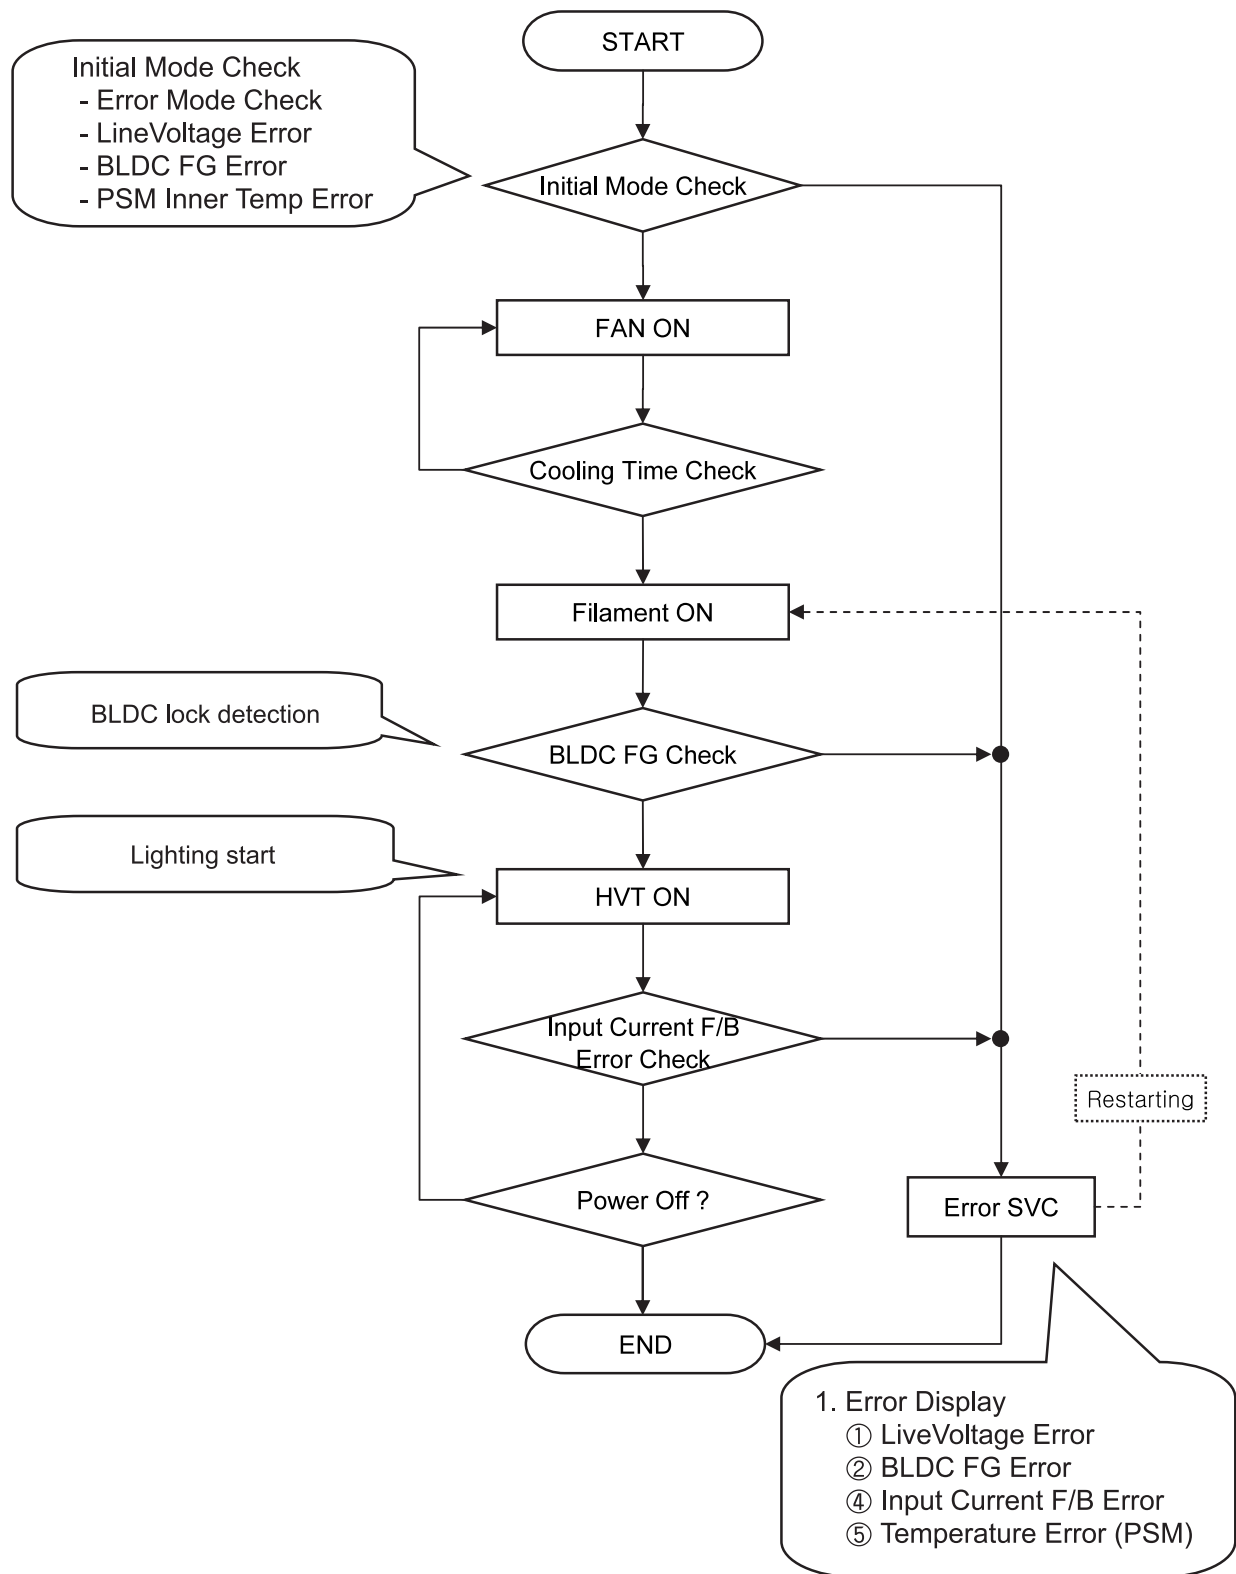 START
Initial Mode Check
- Error Mode Check
- LineVoltage Error
- BLDC FG Error
- PSM Inner Temp Error
Initial Mode Check
FAN ON
Cooling Time Check
Filament ON
BLDC lock detection
BLDC FG Check
Lighting start
HVT ON
Input Current F/B
Error Check
Restarting
Power Off ?
Error SVC
END
1. Error Display
① LiveVoltage Error
② BLDC FG Error
④ Input Current F/B Error
⑤ Temperature Error (PSM)